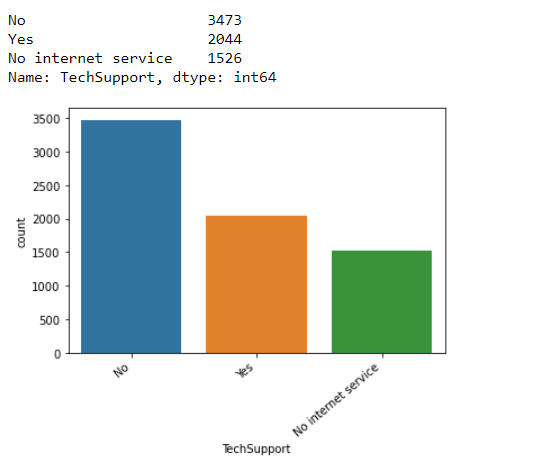 No 3473
Yes 2044
No internet service 1526
Name: TechSupport, dtype: int64
3500
3000
2500
2000
1500
1000
500
0
count
No
Yes
No internet service
TechSupport